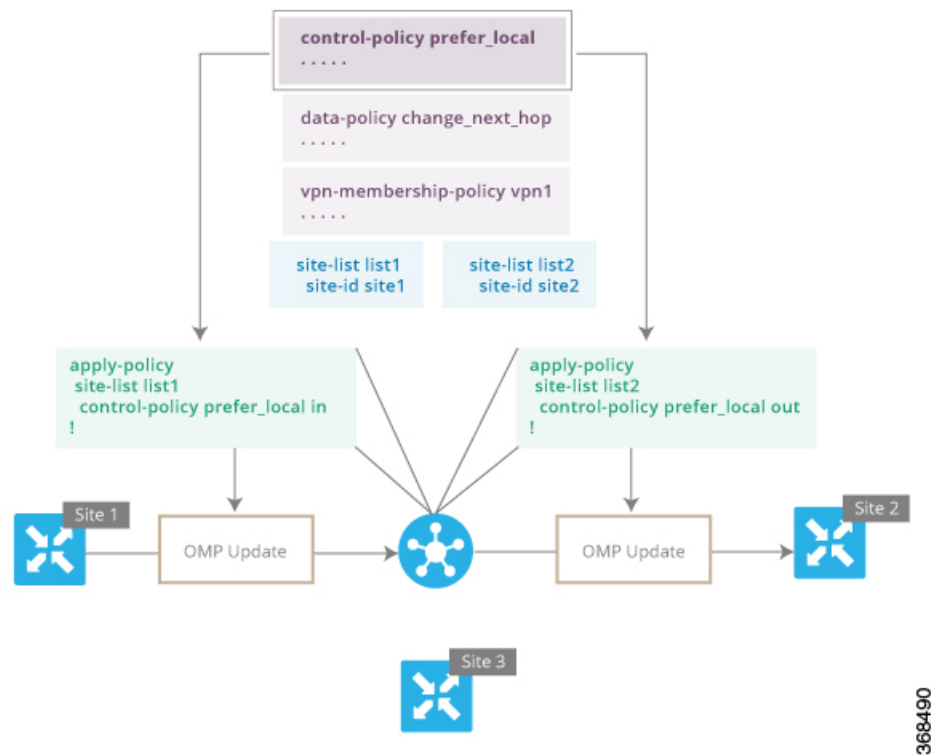 control-policy prefer_local
. . . . .
data-policy change_next_hop
. . . . .
vpn-membership-policy vpn1
. . . . .
site-list list1
site-id site1
site-list list2
site-id site2
apply-policy
site-list list1
control-policy prefer_local in
!
apply-policy
site-list list2
control-policy prefer_local out
!
Site 1
OMP Update
OMP Update
Site 2
Site 3
368490